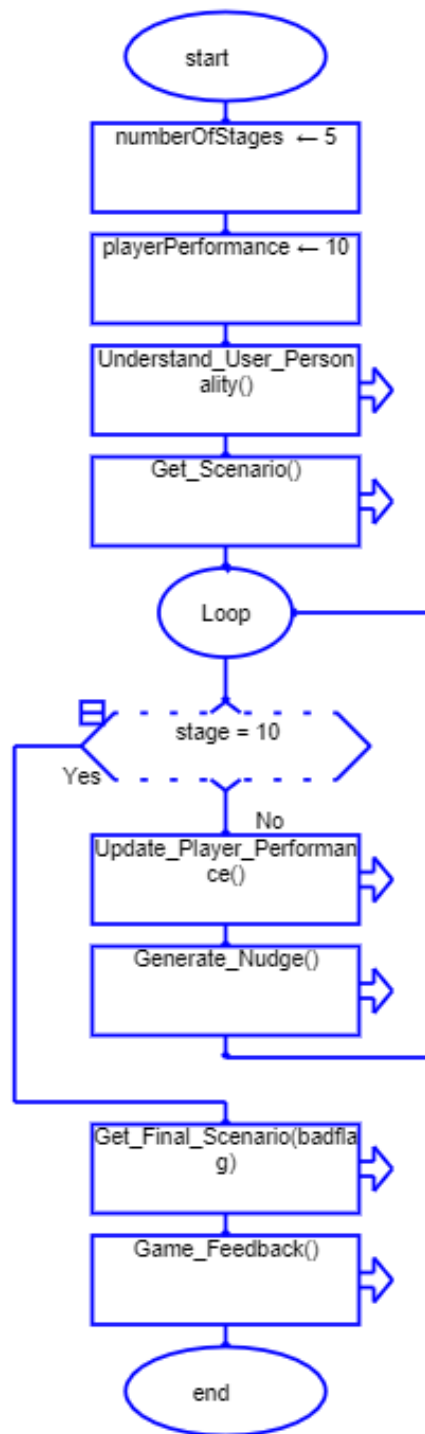 start
numberOfStages ← 5
playerPerformance ← 10
Understand_User_Person
ality()
Get_Scenario()
Loop
stage = 10
Yes
No
Update_Player_Performan
ce()
Generate_Nudge()
Get_Final_Scenario(badfla
g)
Game_Feedback()
end